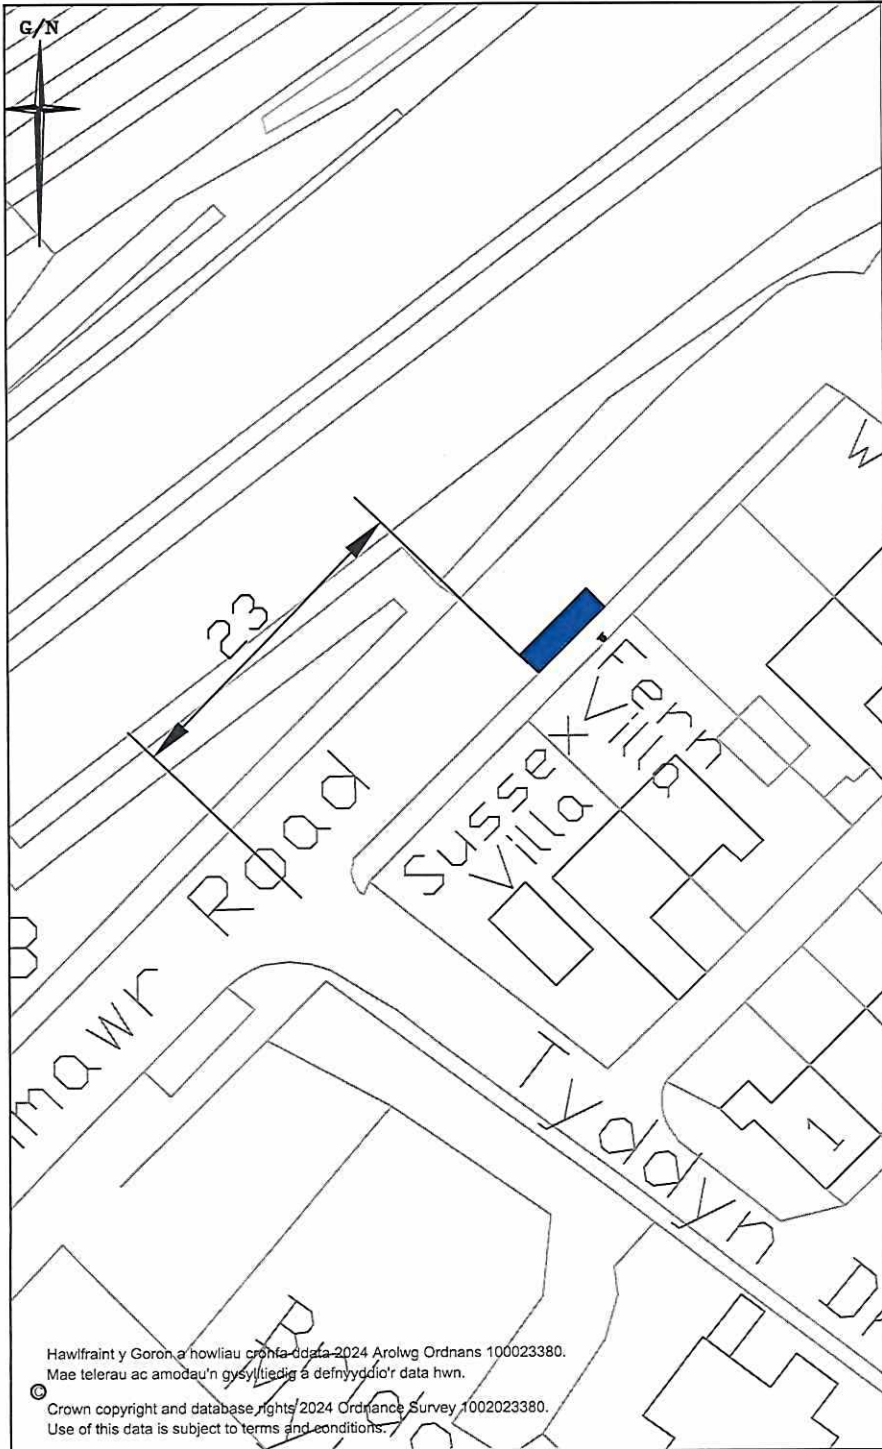 G/N
W
23
Fern
Villa
Sussex
Villa
Road
B
mawr
Tyddyn
1
Hawlfraint y Goron a howliau cronfa ddata 2024 Arolwg Ordnans 100023380.
Mae telerau ac amodau'n gysylltiedig â defnyyddio'r data hwn.
©
Crown copyright and database rights 2024 Ordnance Survey 1002023380.
Use of this data is subject to terms and conditions.